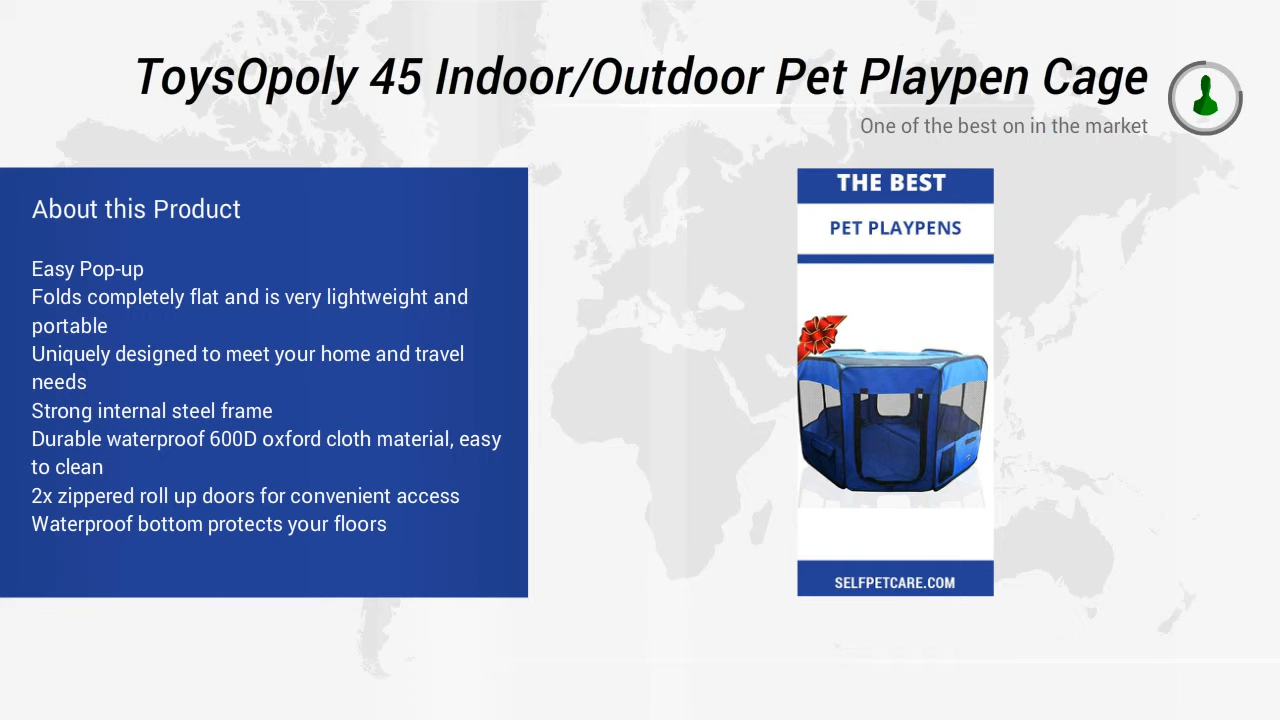 ToysOpoly 45 Indoor/Outdoor Pet Playpen Cage
One of the best on in the market
About this Product
Easy Pop-up
Folds completely flat and is very lightweight and
portable
Uniquely designed to meet your home and travel
needs
Strong internal steel frame
Durable waterproof 600D oxford cloth material, easy
to clean
2x zippered roll up doors for convenient access
Waterproof bottom protects your floors
THE BEST
PET PLAYPENS
SELFPETCARE.COM